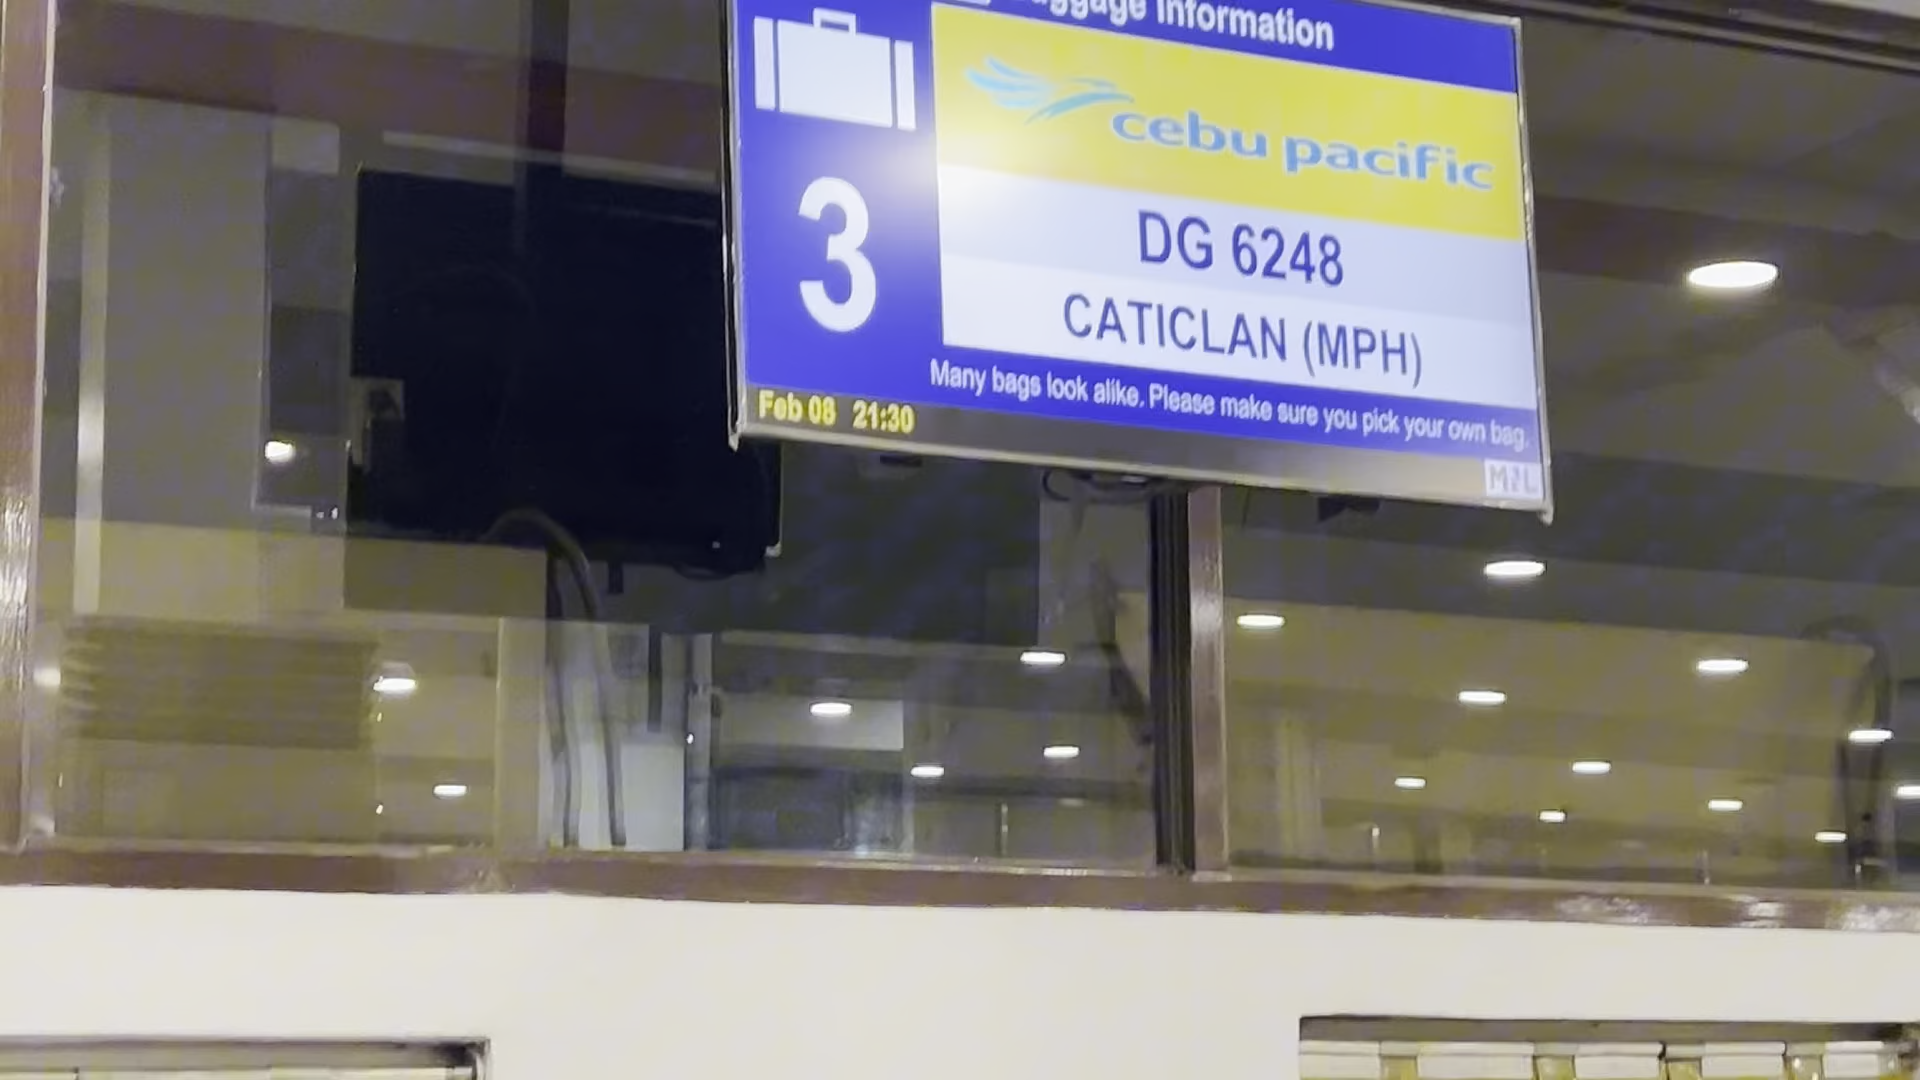 Baggage Information
cebu pacific
3
DG 6248
CATICLAN (MPH)
Many bags look alike. Please make sure you pick your own bag.
Feb 08 21:30